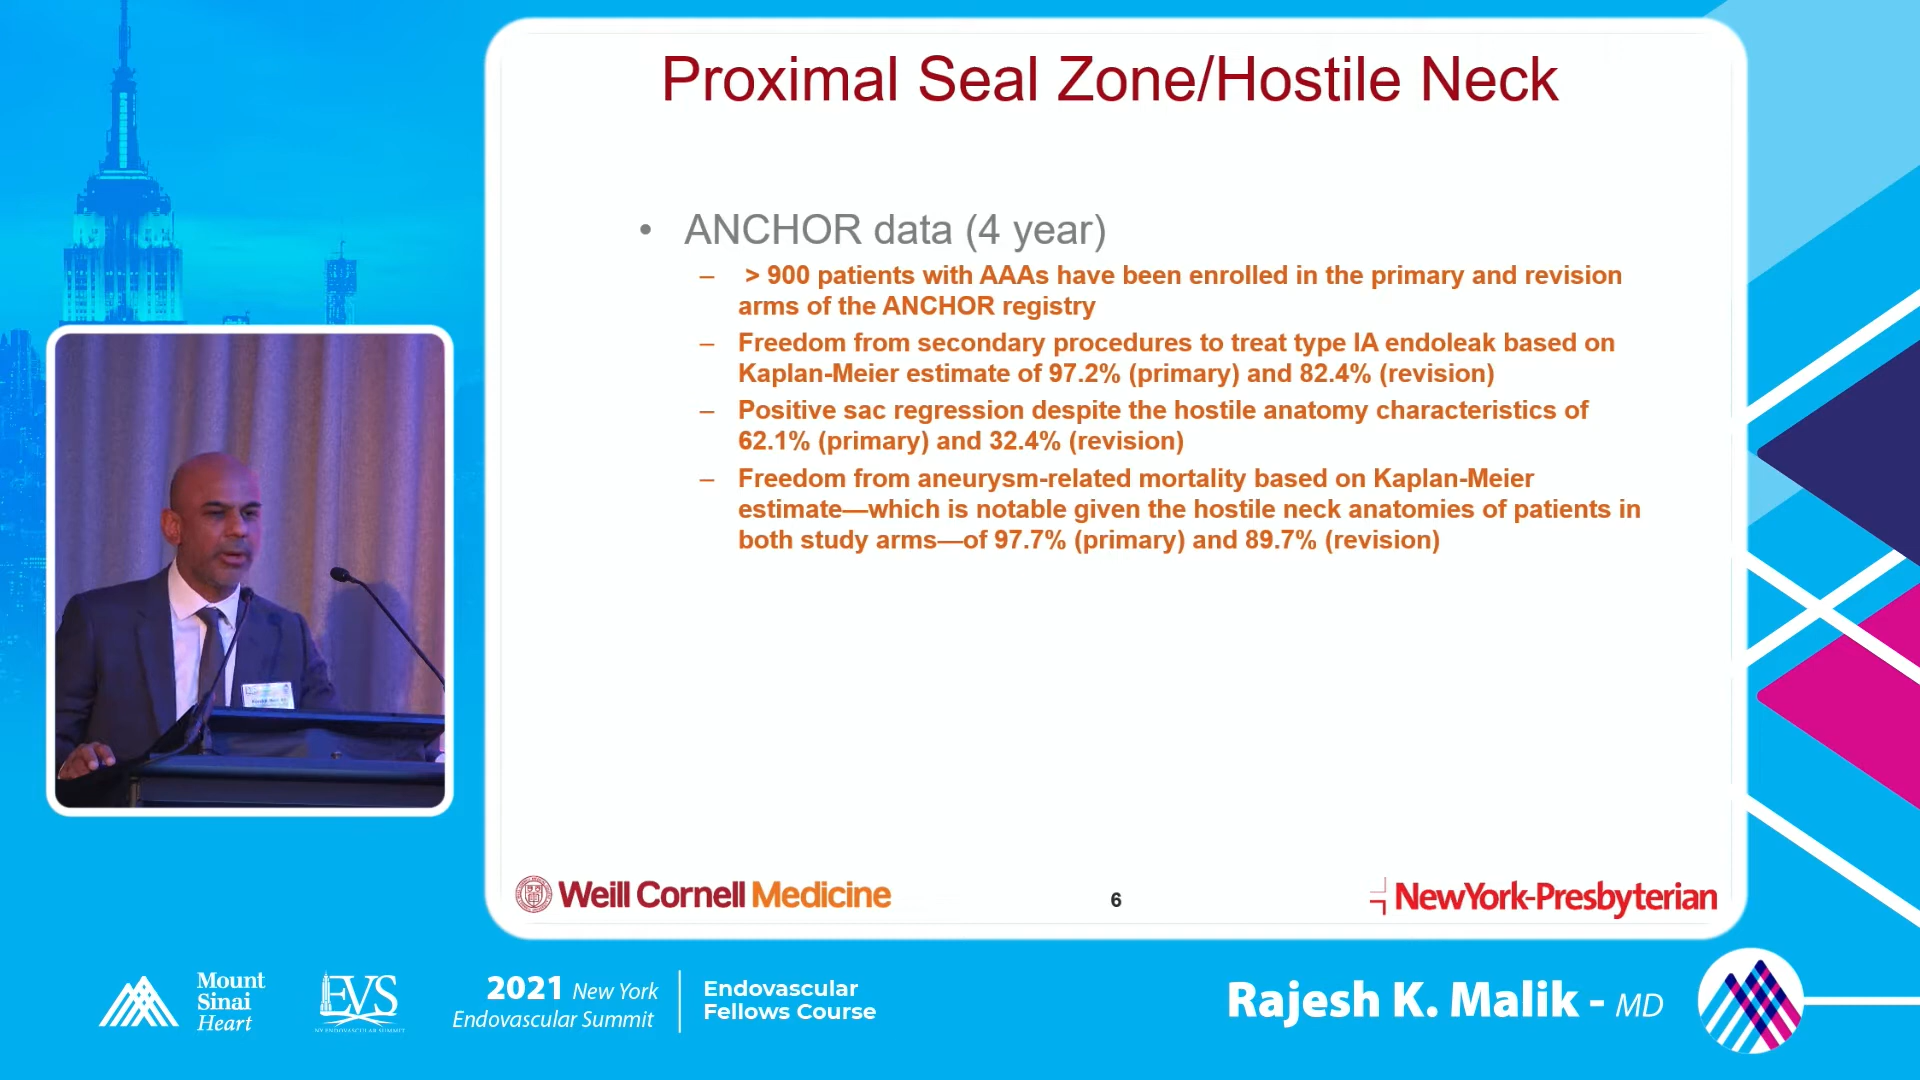 Proximal Seal Zone/Hostile Neck
• ANCHOR data (4 year)
– > 900 patients with AAAs have been enrolled in the primary and revision
arms of the ANCHOR registry
– Freedom from secondary procedures to treat type IA endoleak based on
Kaplan-Meier estimate of 97.2% (primary) and 82.4% (revision)
– Positive sac regression despite the hostile anatomy characteristics of
62.1% (primary) and 32.4% (revision)
– Freedom from aneurysm-related mortality based on Kaplan-Meier
estimate—which is notable given the hostile neck anatomies of patients in
both study arms—of 97.7% (primary) and 89.7% (revision)
Weill Cornell Medicine
6
NewYork-Presbyterian
Mount
Sinai
Heart
EVS
NY ENDOVASCULAR SUMMIT
2021 New York
Endovascular Summit
Endovascular
Fellows Course
Rajesh K. Malik - MD